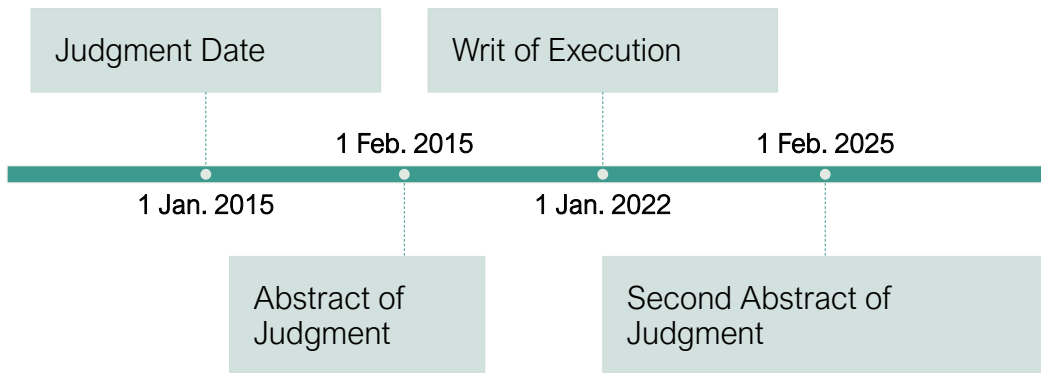 Judgment Date
Writ of Execution
1 Feb. 2015
1 Feb. 2025
1 Jan. 2015
1 Jan. 2022
Abstract of
Judgment
Second Abstract of
Judgment